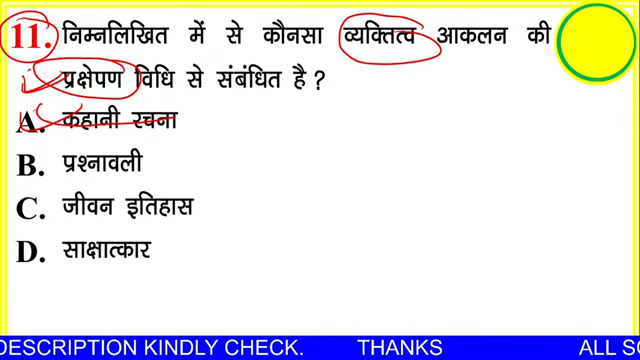 11. निम्नलिखित में से कौनसा व्यक्तित्व आकलन की
प्रक्षेपण विधि से संबंधित है ?
A. कहानी रचना
B. प्रश्नावली
C. जीवन इतिहास
D. साक्षात्कार
DESCRIPTION KINDLY CHECK. THANKS ALL SO